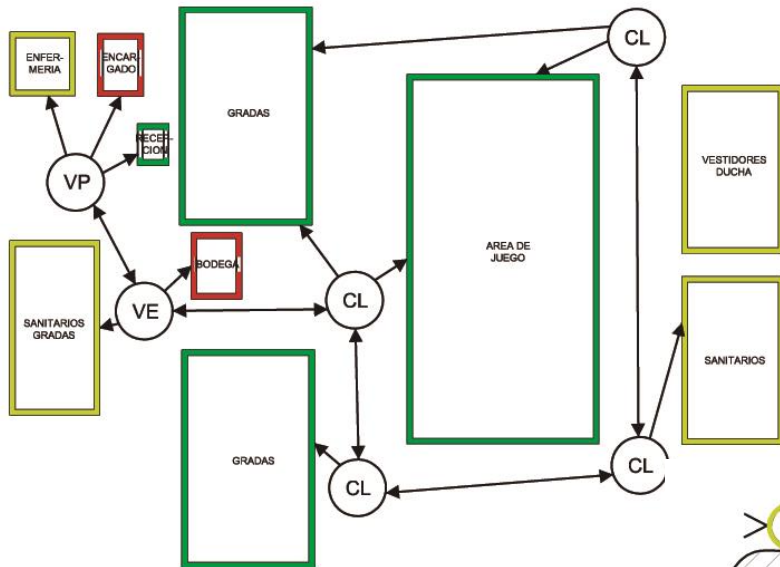 CL
ENFER-
MERIA
ENCAR-
GADO
GRADAS
RECEP-
CION
VP
VESTIDORES
DUCHA
AREA DE
JUEGO
BODEGA
SANITARIOS
GRADAS
VE
CL
SANITARIOS
GRADAS
CL
CL